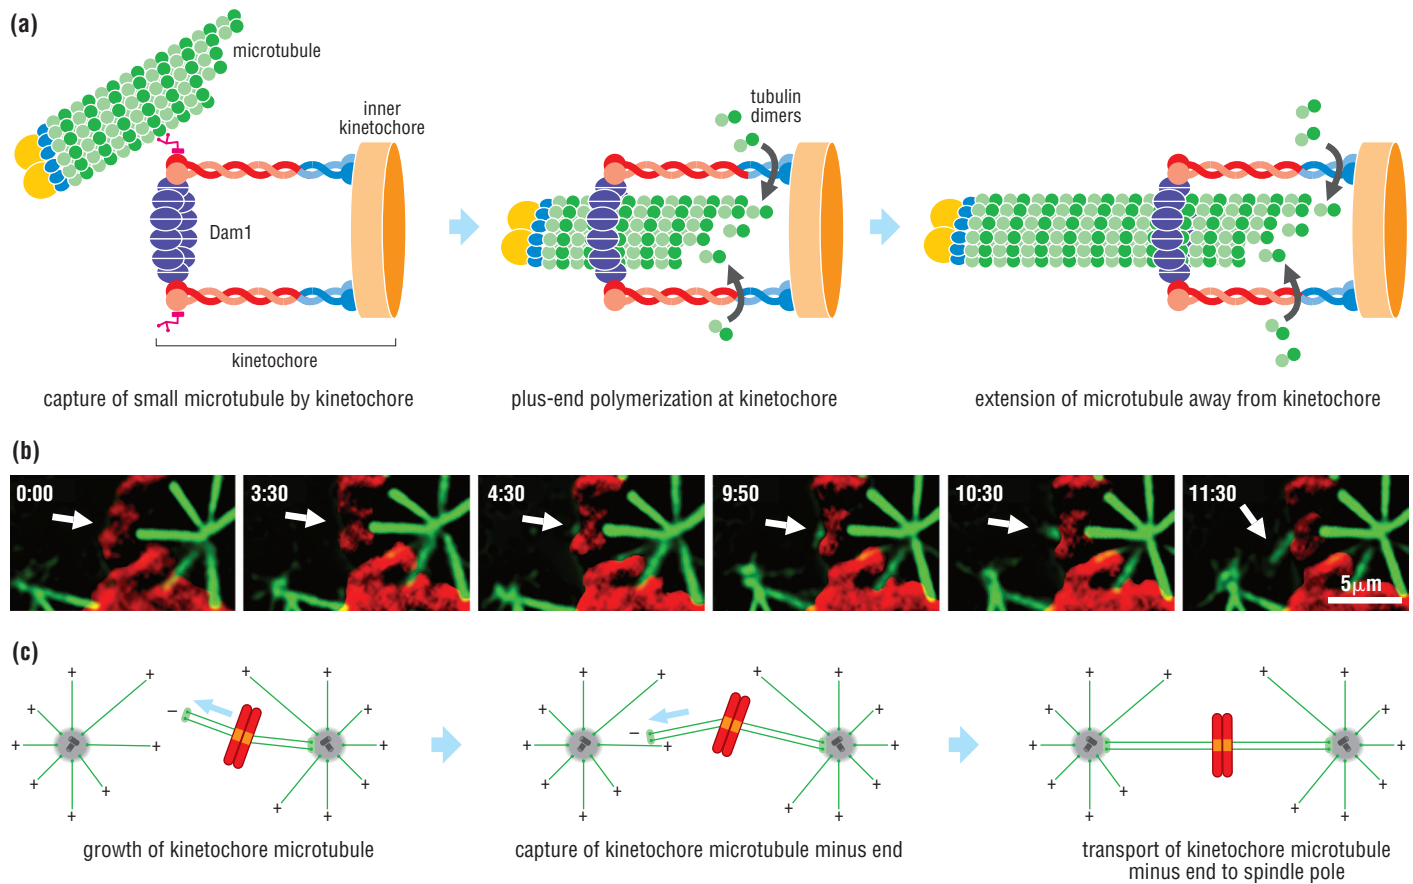 (a)
microtubule
inner
kinetochore
Dam1
kinetochore
tubulin
dimers
capture of small microtubule by kinetochore
plus-end polymerization at kinetochore
extension of microtubule away from kinetochore
(b)
0:00
3:30
4:30
9:50
10:30
11:30
5µm
(c)
+ + + + + + + + − + + + + + + +
+ + + + + + + + − + + + + + + +
+ + + + + + + + + + + + + +
growth of kinetochore microtubule
capture of kinetochore microtubule minus end
transport of kinetochore microtubule
minus end to spindle pole